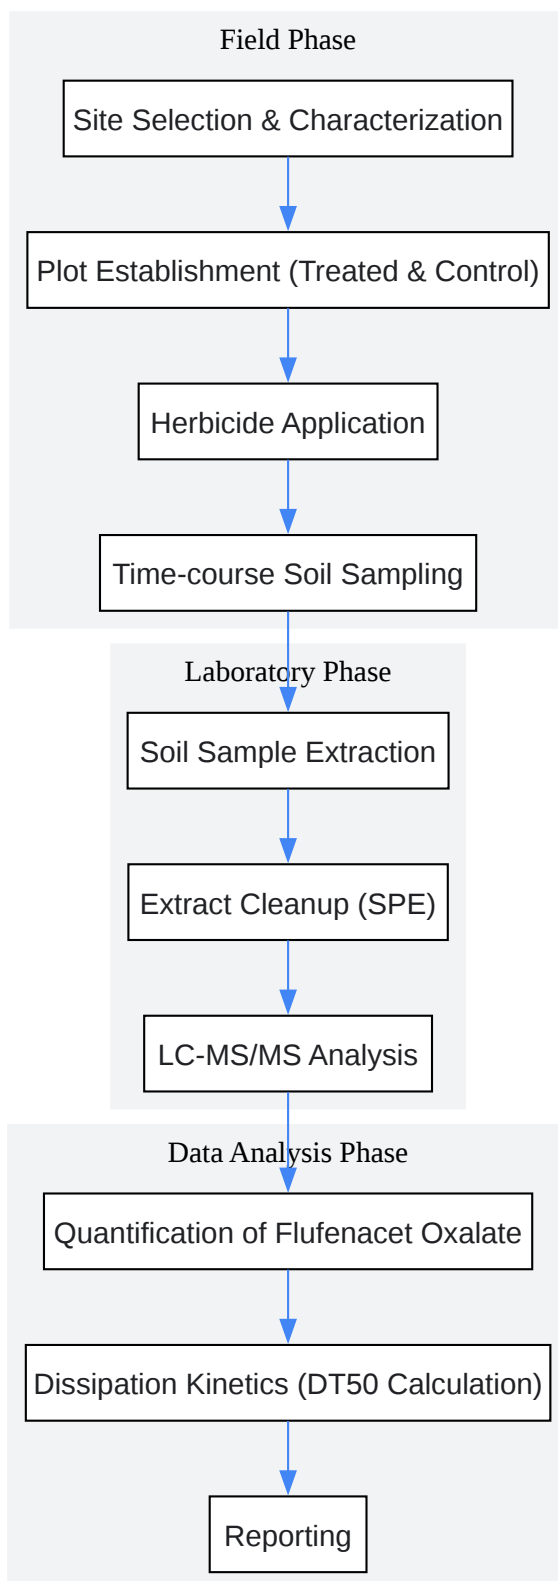 Field Phase
Site Selection & Characterization
Plot Establishment (Treated & Control)
Herbicide Application
Time-course Soil Sampling
Laboratory Phase
Soil Sample Extraction
Extract Cleanup (SPE)
LC-MS/MS Analysis
Data Analysis Phase
Quantification of Flufenacet Oxalate
Dissipation Kinetics (DT50 Calculation)
Reporting